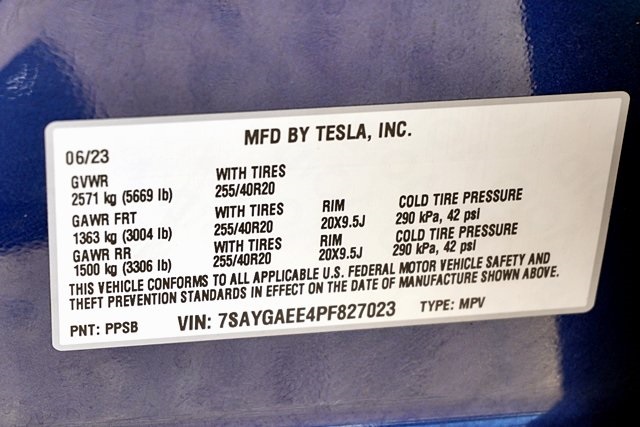 MFD BY TESLA, INC.
06/23
GVWR WITH TIRES
2571 kg (5669 lb) 255/40R20
GAWR FRT WITH TIRES RIM COLD TIRE PRESSURE
1363 kg (3004 lb) 255/40R20 20X9.5J 290 kPa, 42 psi
GAWR RR WITH TIRES RIM COLD TIRE PRESSURE
1500 kg (3306 lb) 255/40R20 20X9.5J 290 kPa, 42 psi
THIS VEHICLE CONFORMS TO ALL APPLICABLE U.S. FEDERAL MOTOR VEHICLE SAFETY AND
THEFT PREVENTION STANDARDS IN EFFECT ON THE DATE OF MANUFACTURE SHOWN ABOVE.
PNT: PPSB VIN: 7SAYGAEE4PF827023 TYPE: MPV